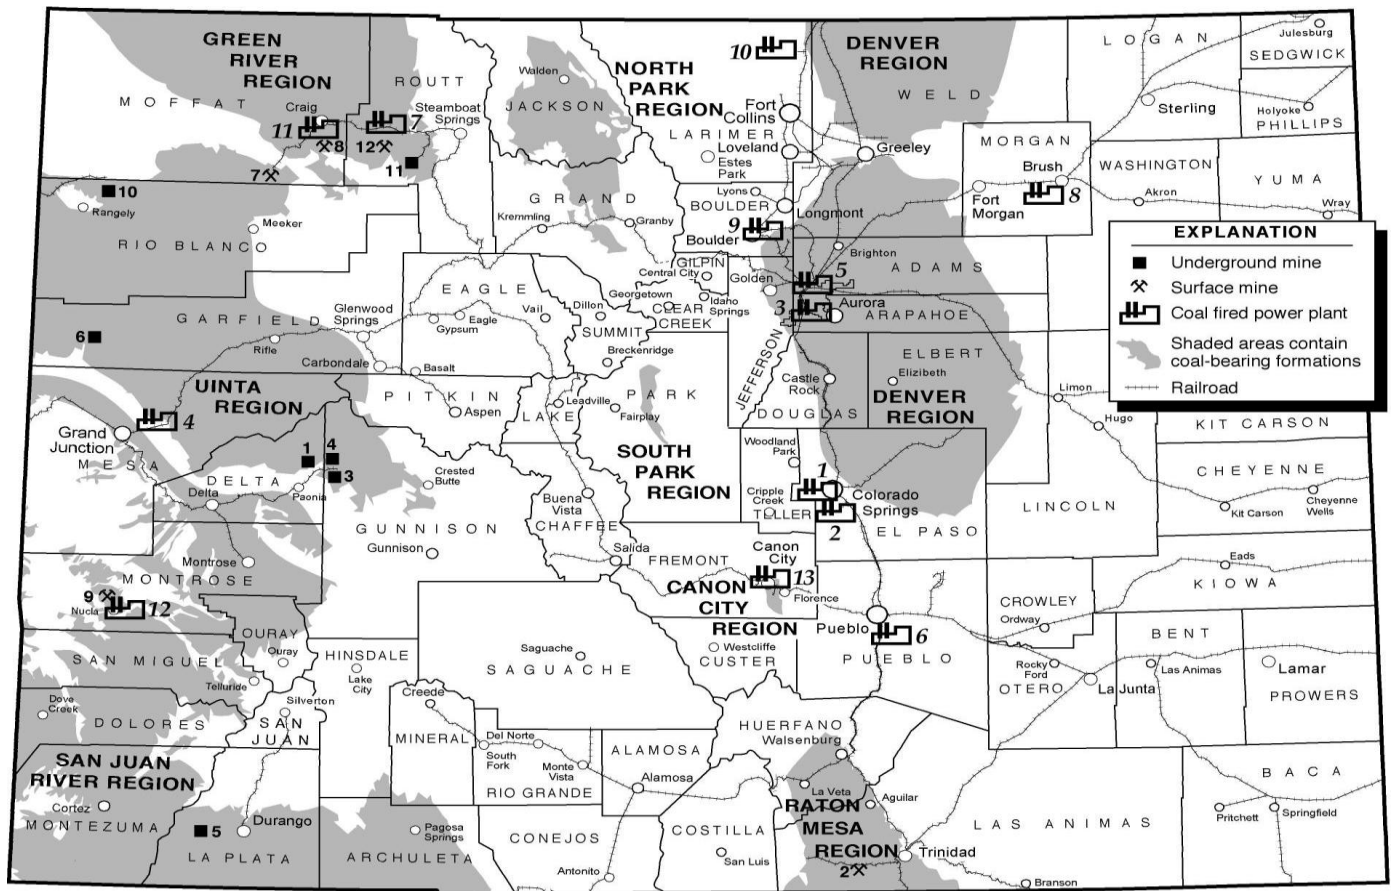 GREEN
RIVER
REGION
MOFFAT
ROUTT
Craig
Steamboat
Springs
11
7
8
12
11
7
10
Rangely
Meeker
RIO BLANCO
Walden
JACKSON
NORTH
PARK
REGION
10
Fort
Collins
LARIMER
Loveland
Estes
Park
DENVER
REGION
WELD
Greeley
LOGAN
Julesburg
SEDGWICK
Sterling
Holyoke
PHILLIPS
MORGAN
Brush
Fort
Morgan
8
WASHINGTON
Akron
YUMA
Wray
GRAND
Kremmling
Granby
Lyons
BOULDER
Longmont
9
Boulder
GILPIN
Central City
Golden
Georgetown
Idaho
Springs
CLEAR
CREEK
Brighton
ADAMS
5
3
Aurora
ARAPAHOE
EXPLANATION
Underground mine
Surface mine
Coal fired power plant
Shaded areas contain
coal-bearing formations
Railroad
EAGLE
Glenwood
Springs
Gypsum
Eagle
Vail
Dillon
SUMMIT
Breckenridge
GARFIELD
6
Rifle
Carbondale
Basalt
UINTA
REGION
4
PITKIN
Aspen
LAKE
Leadville
PARK
Fairplay
JEFFERSON
Castle
Rock
DOUGLAS
ELBERT
Elizibeth
DENVER
REGION
Limon
Hugo
KIT CARSON
Grand
Junction
MESA
1
4
3
DELTA
Delta
Paonia
Crested
Butte
SOUTH
PARK
REGION
Woodland
Park
Cripple
Creek
TELLER
1
Colorado
Springs
2
EL PASO
LINCOLN
CHEYENNE
Kit Carson
Cheyenne
Wells
Buena
Vista
CHAFFEE
GUNNISON
Gunnison
Salida
Montrose
MONTROSE
9
Nucla
12
FREMONT
Canon
City
13
CANON
CITY
REGION
Florence
Eads
KIOWA
CROWLEY
Ordway
Pueblo
6
PUEBLO
BENT
OURAY
Ouray
SAN MIGUEL
Telluride
HINSDALE
Lake
City
Saguache
SAGUACHE
Westcliffe
CUSTER
Rocky
Ford
OTERO
La Junta
Las Animas
Lamar
PROWERS
Dove
Creek
DOLORES
Silverton
SAN
JUAN
Creede
MINERAL
Del Norte
South
Fork
Monte
Vista
RIO GRANDE
ALAMOSA
Alamosa
HUERFANO
Walsenburg
SAN JUAN
RIVER REGION
Cortez
MONTEZUMA
5
Durango
LA PLATA
Pagosa
Springs
ARCHULETA
CONEJOS
Antonito
COSTILLA
San Luis
La Veta
Aguilar
RATON
MESA
REGION
2
Trinidad
LAS ANIMAS
Branson
BACA
Pritchett
Springfield